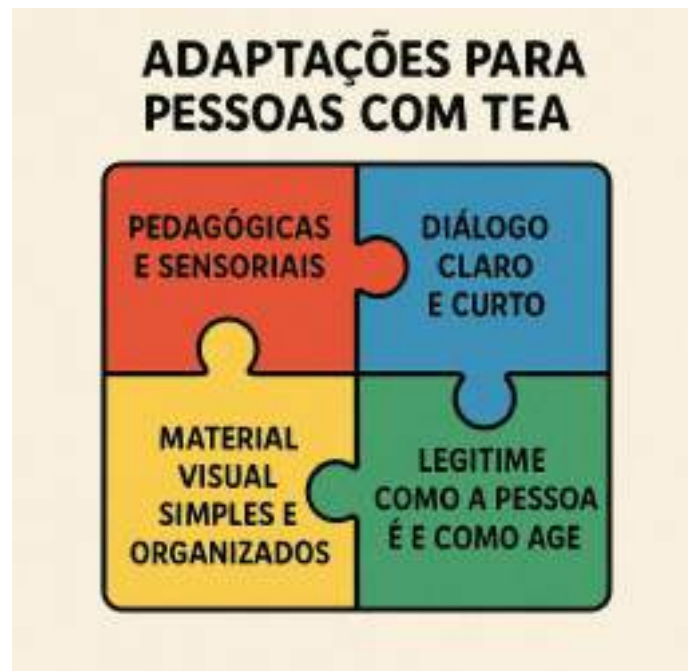 ADAPTAÇÕES PARA
PESSOAS COM TEA
PEDAGÓGICAS
E SENSORIAIS
DIÁLOGO
CLARO
E CURTO
MATERIAL
VISUAL
SIMPLES E
ORGANIZADOS
LEGITIME
COMO A PESSOA
É E COMO AGE